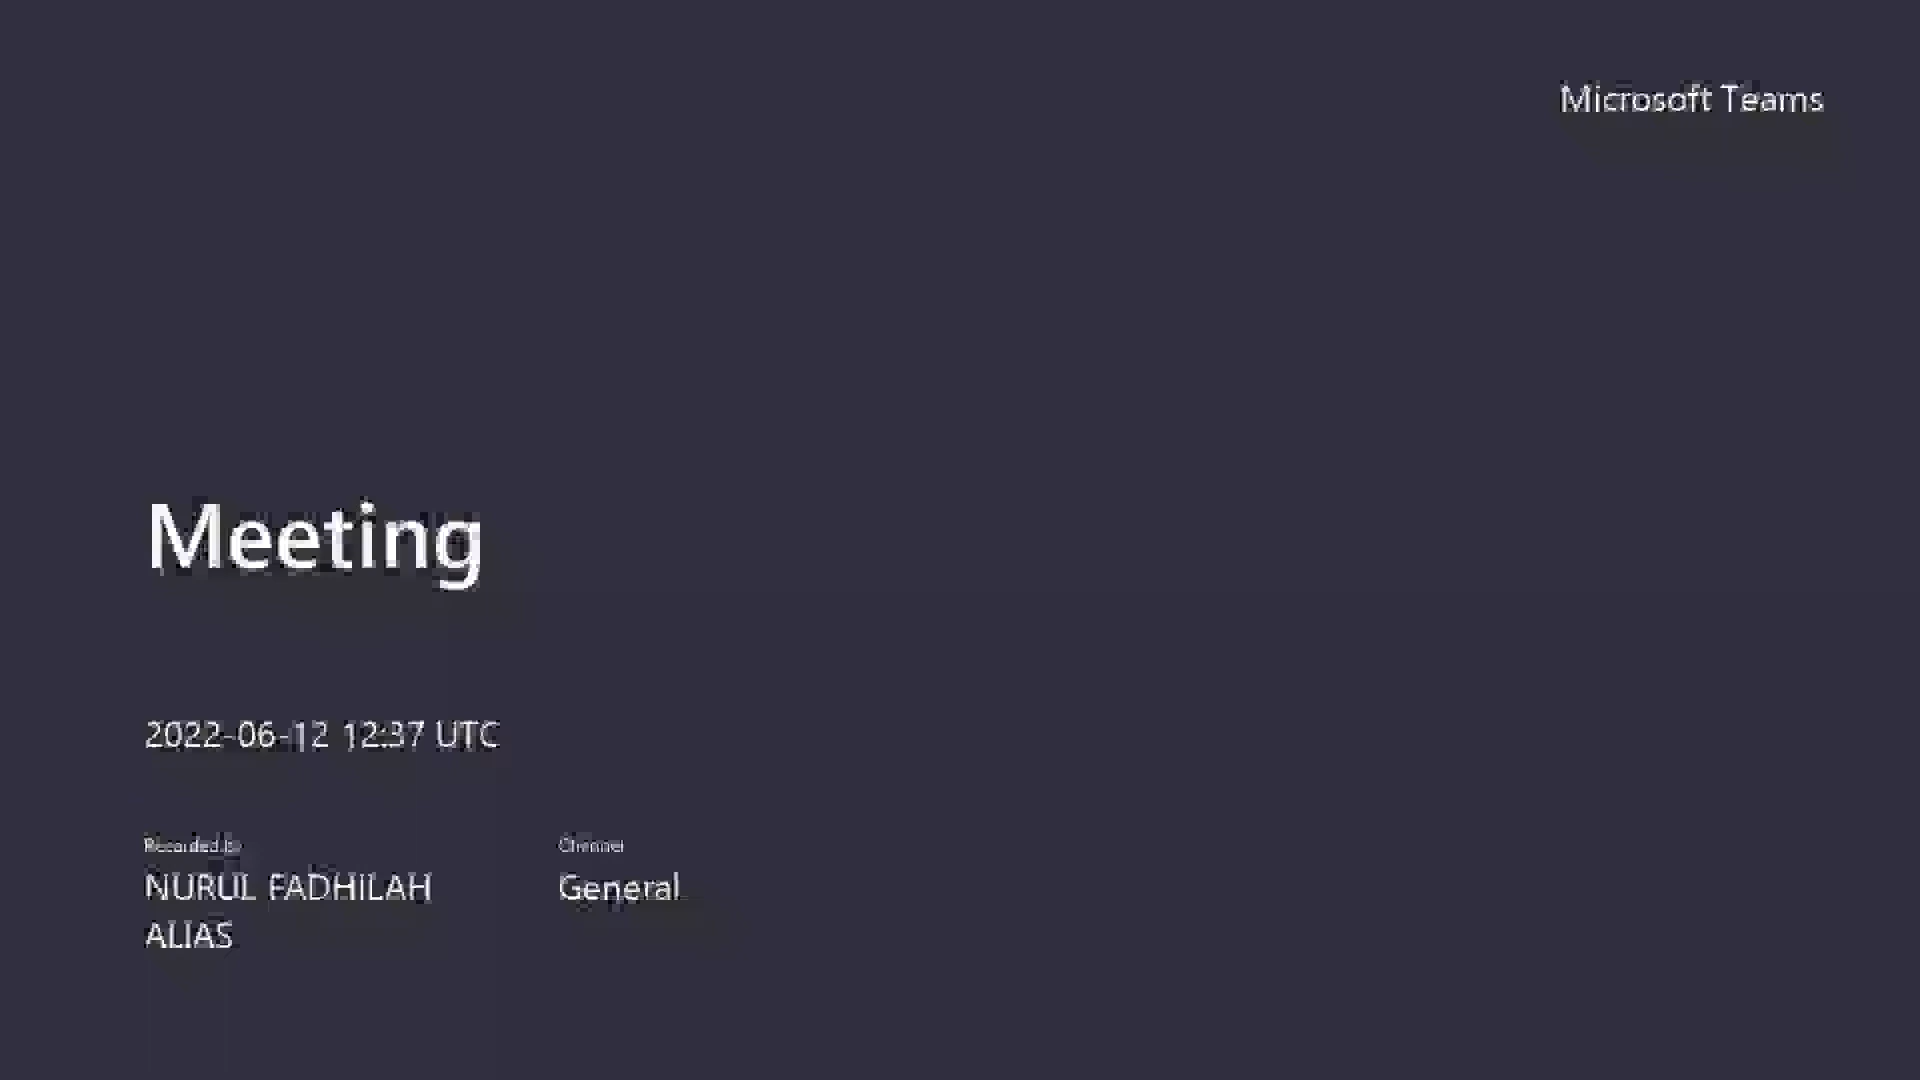 Microsoft Teams
Meeting
2022-06-12 12:37 UTC
Recorded by
Channel
NURUL FADHILAH
General
ALIAS